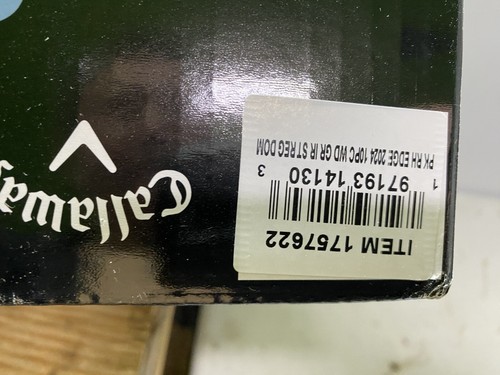 ITEM 1757622
1 97193 14130 3
PK RH EDGE 2024 10PC WD GR IR ST REG DOM
Callaway